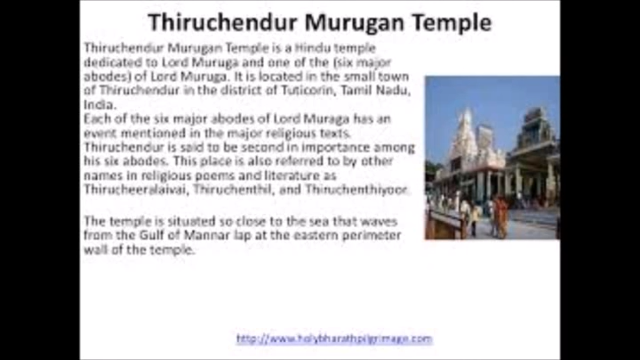 Thiruchendur Murugan Temple
Thiruchendur Murugan Temple is a Hindu temple
dedicated to Lord Muruga and one of the (six major
abodes) of Lord Muruga. It is located in the small town
of Thiruchendur in the district of Tuticorin, Tamil Nadu,
India.
Each of the six major abodes of Lord Muraga has an
event mentioned in the major religious texts.
Thiruchendur is said to be second in importance among
his six abodes. This place is also referred to by other
names in religious poems and literature as
Thirucheeralaivai, Thiruchenthil, and Thiruchenthiyoor.
The temple is situated so close to the sea that waves
from the Gulf of Mannar lap at the eastern perimeter
wall of the temple.
http://www.holybharathpilgrimage.com